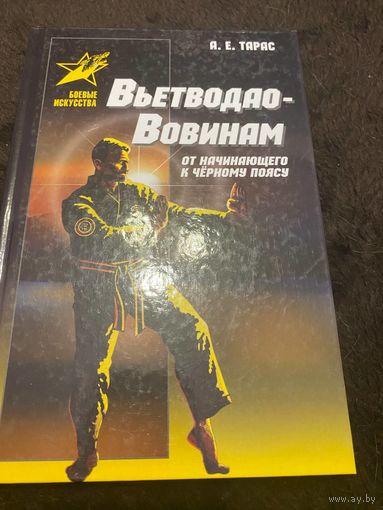 А. Е. ТАРАС
БОЕВЫЕ
ИСКУССТВА
ВЬЕТВОДАО-
ВОВИНАМ
ОТ НАЧИНАЮЩЕГО
К ЧЁРНОМУ ПОЯСУ
www.ay.by